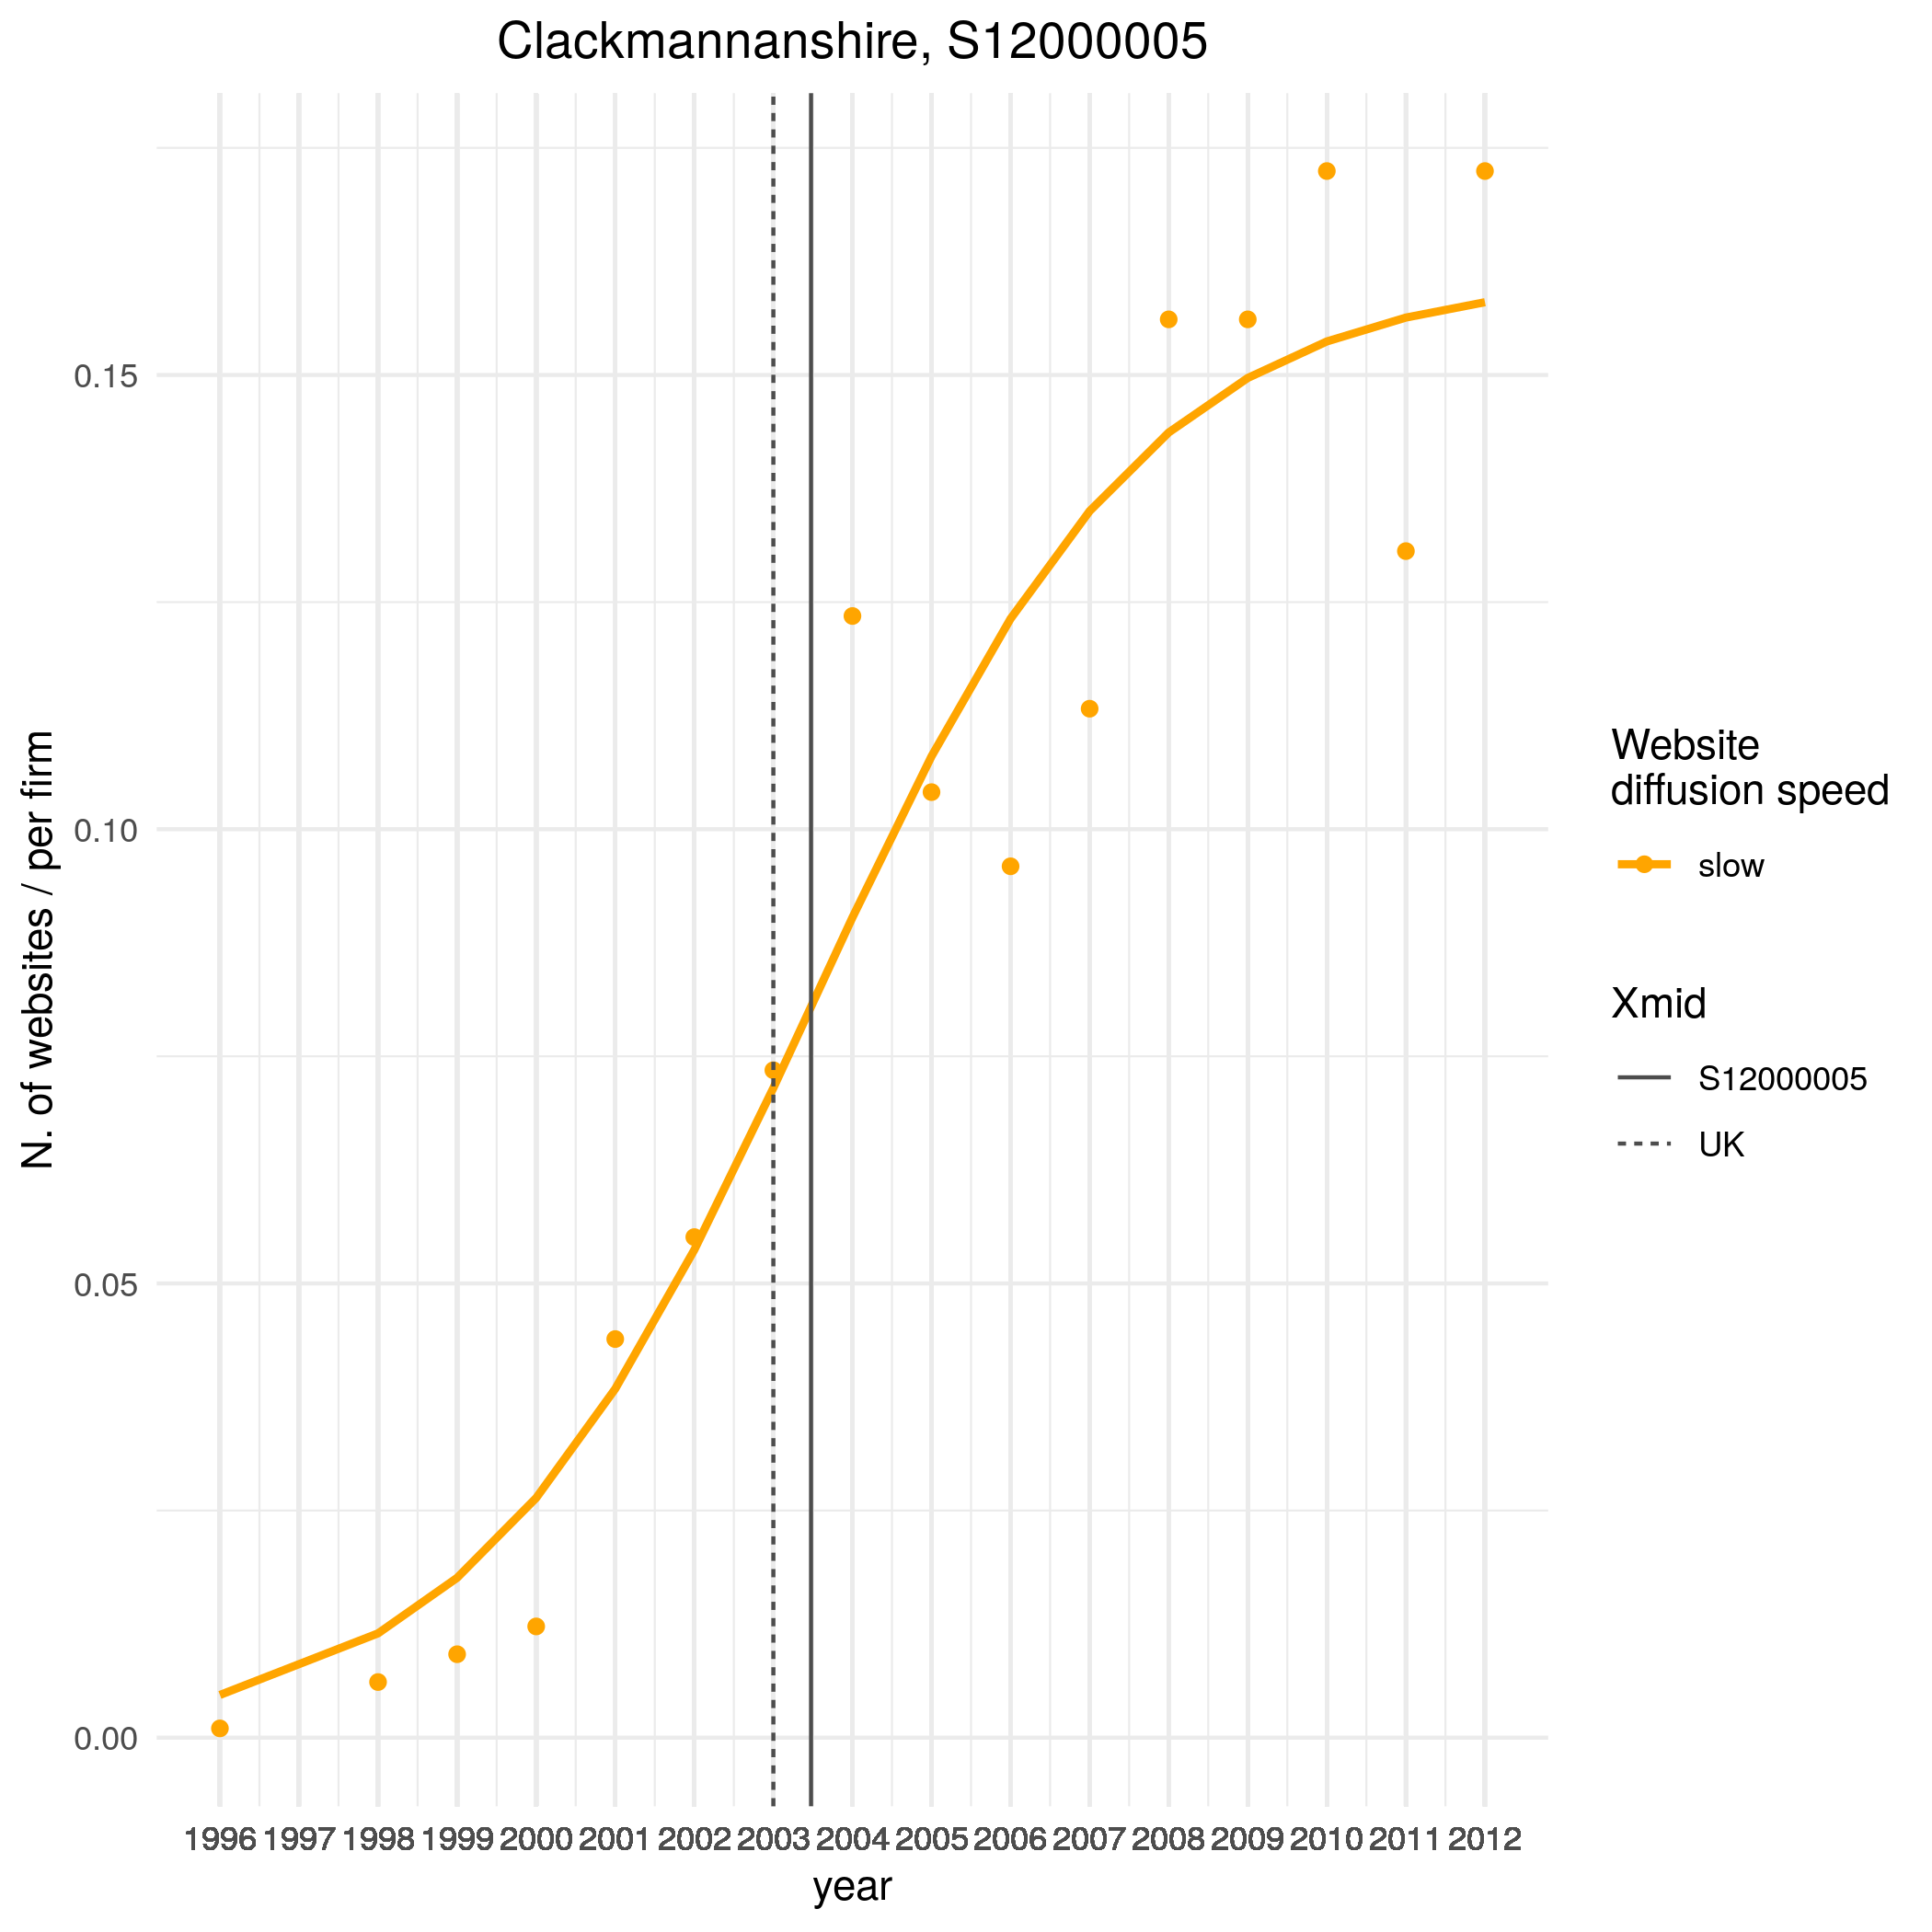 Clackmannanshire, S12000005
N. of websites / per firm
0.15
0.10
0.05
0.00
1996 1997 1998 1999 2000 2001 2002 2003 2004 2005 2006 2007 2008 2009 2010 2011 2012
year
Website
diffusion speed
slow
Xmid
S12000005
UK